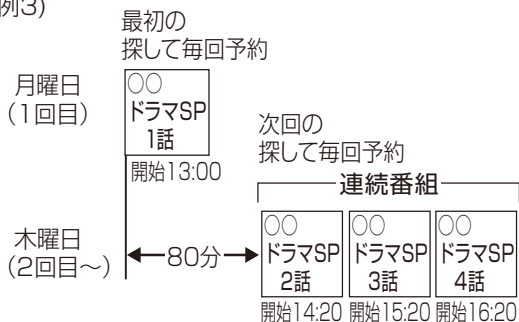 例3)
最初の
探して毎回予約
月曜日
(1回目)
○○
ドラマSP
1話
開始13:00
次回の
探して毎回予約
連続番組
木曜日
(2回目～)
80分
○○
ドラマSP
2話
開始14:20
○○
ドラマSP
3話
開始15:20
○○
ドラマSP
4話
開始16:20